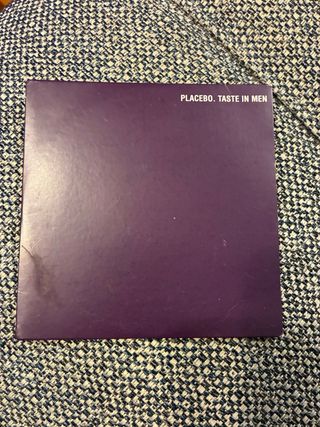 PLACEBO. TASTE IN MEN